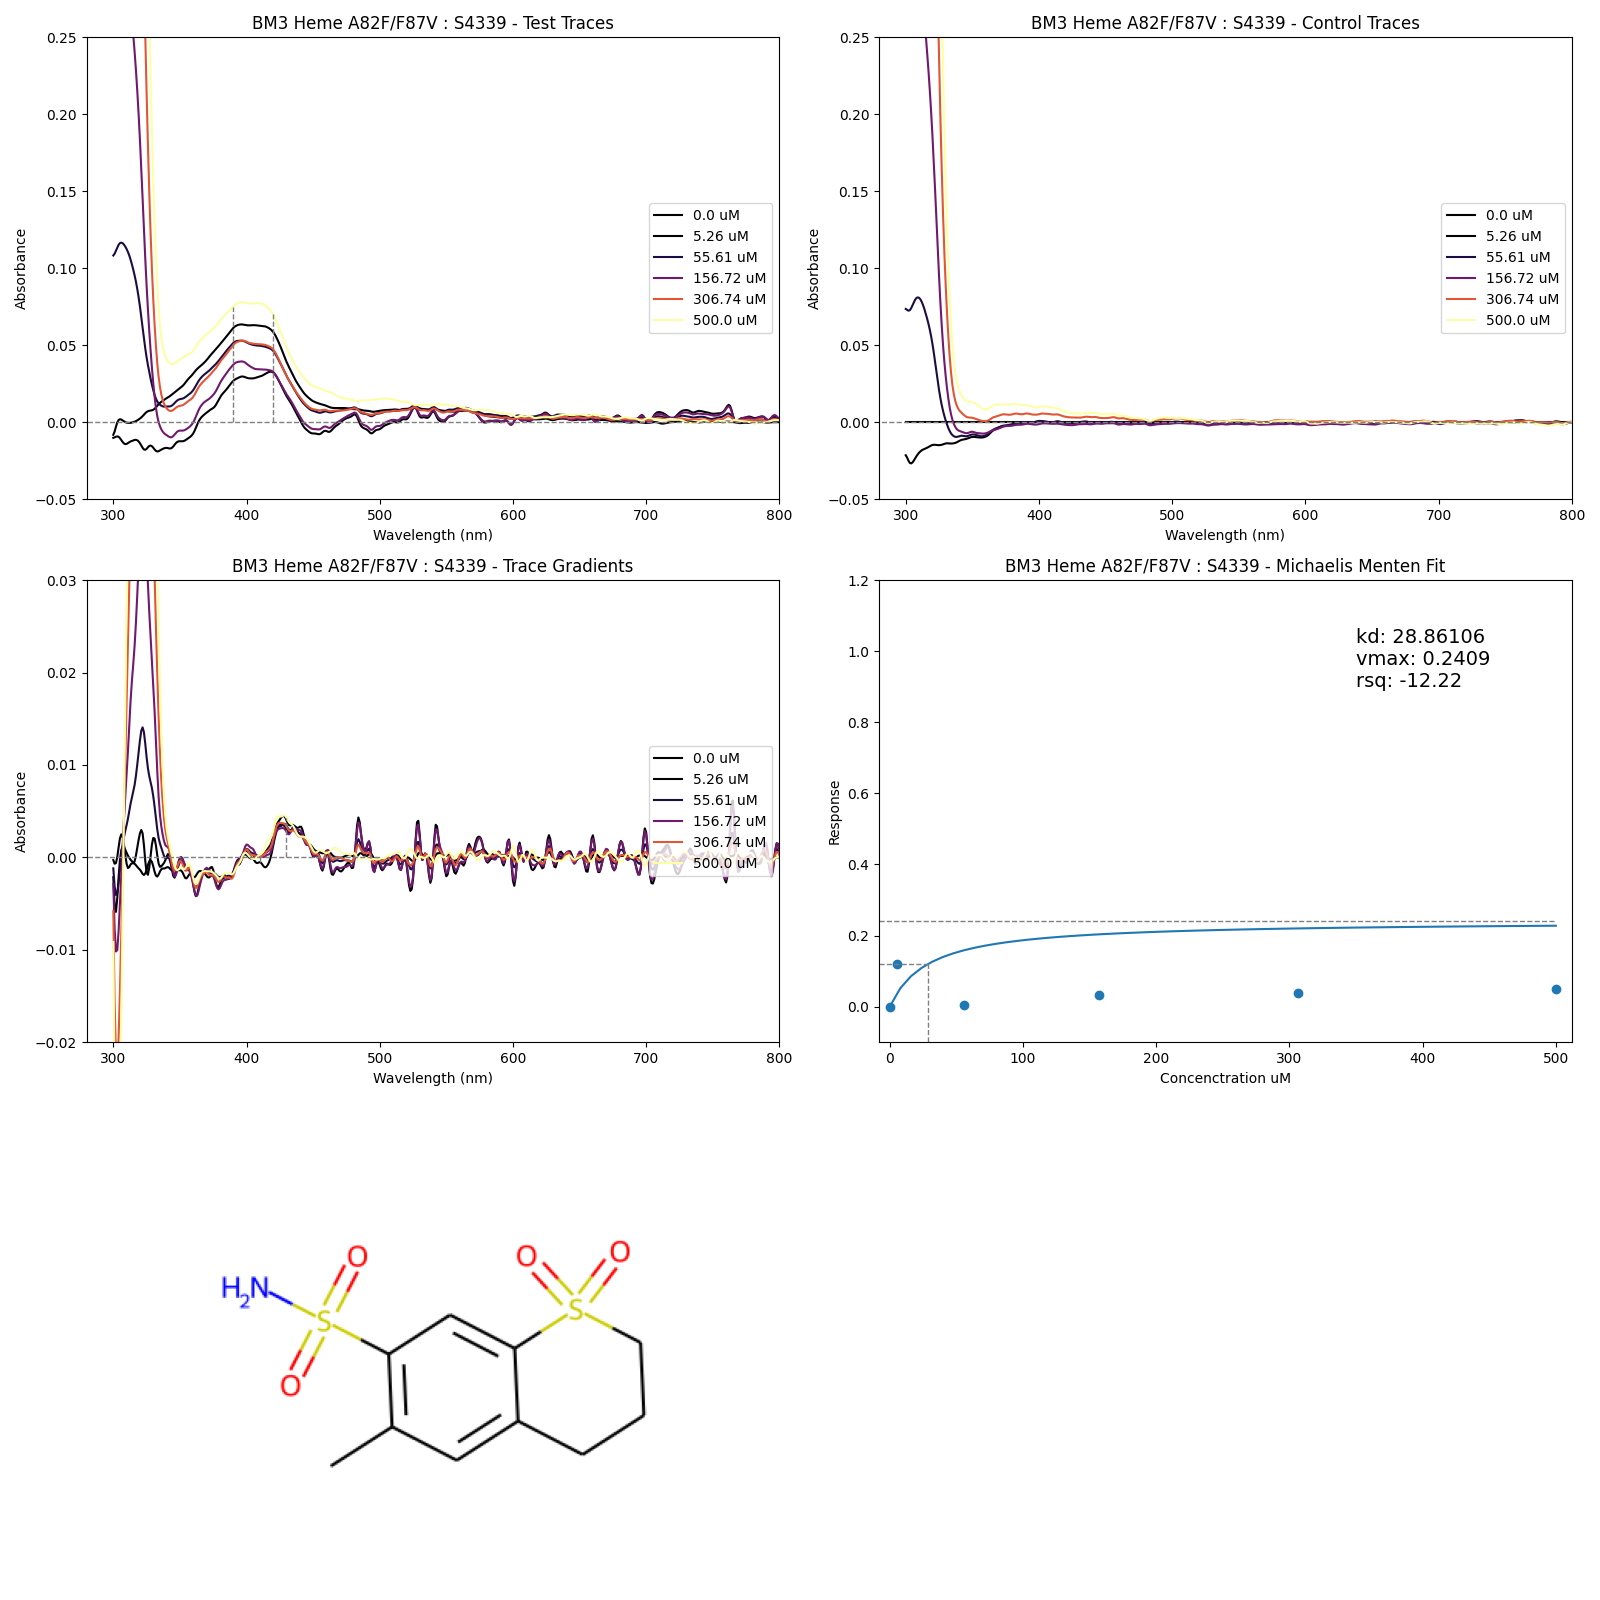 BM3 Heme A82F/F87V : S4339 - Test Traces
0.25
0.20
0.15
0.10
0.05
0.00
−0.05
Absorbance
300 400 500 600 700 800
Wavelength (nm)
0.0 uM
5.26 uM
55.61 uM
156.72 uM
306.74 uM
500.0 uM
BM3 Heme A82F/F87V : S4339 - Control Traces
0.25
0.20
0.15
0.10
0.05
0.00
−0.05
Absorbance
300 400 500 600 700 800
Wavelength (nm)
0.0 uM
5.26 uM
55.61 uM
156.72 uM
306.74 uM
500.0 uM
BM3 Heme A82F/F87V : S4339 - Trace Gradients
0.03
0.02
0.01
0.00
−0.01
−0.02
Absorbance
300 400 500 600 700 800
Wavelength (nm)
0.0 uM
5.26 uM
55.61 uM
156.72 uM
306.74 uM
500.0 uM
BM3 Heme A82F/F87V : S4339 - Michaelis Menten Fit
1.2
1.0
0.8
0.6
0.4
0.2
0.0
Response
kd: 28.86106
vmax: 0.2409
rsq: -12.22
0 100 200 300 400 500
Concenctration uM
O O O
H2N
S S
O